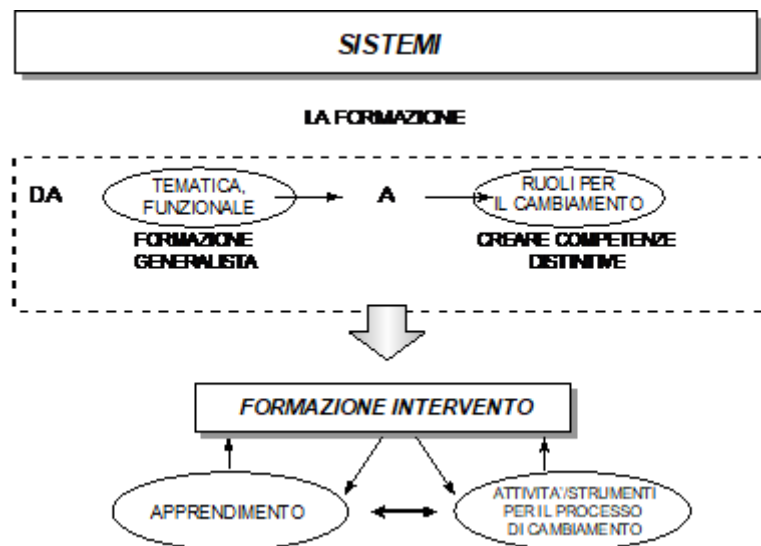 SISTEMI
LA FORMAZIONE
DA
TEMATICA,
FUNZIONALE
A
RUOLI PER
IL CAMBIAMENTO
FORMAZIONE
GENERALISTA
CREARE COMPETENZE
DISTINTIVE
FORMAZIONE INTERVENTO
APPRENDIMENTO
ATTIVITA'/STRUMENTI
PER IL PROCESSO
DI CAMBIAMENTO